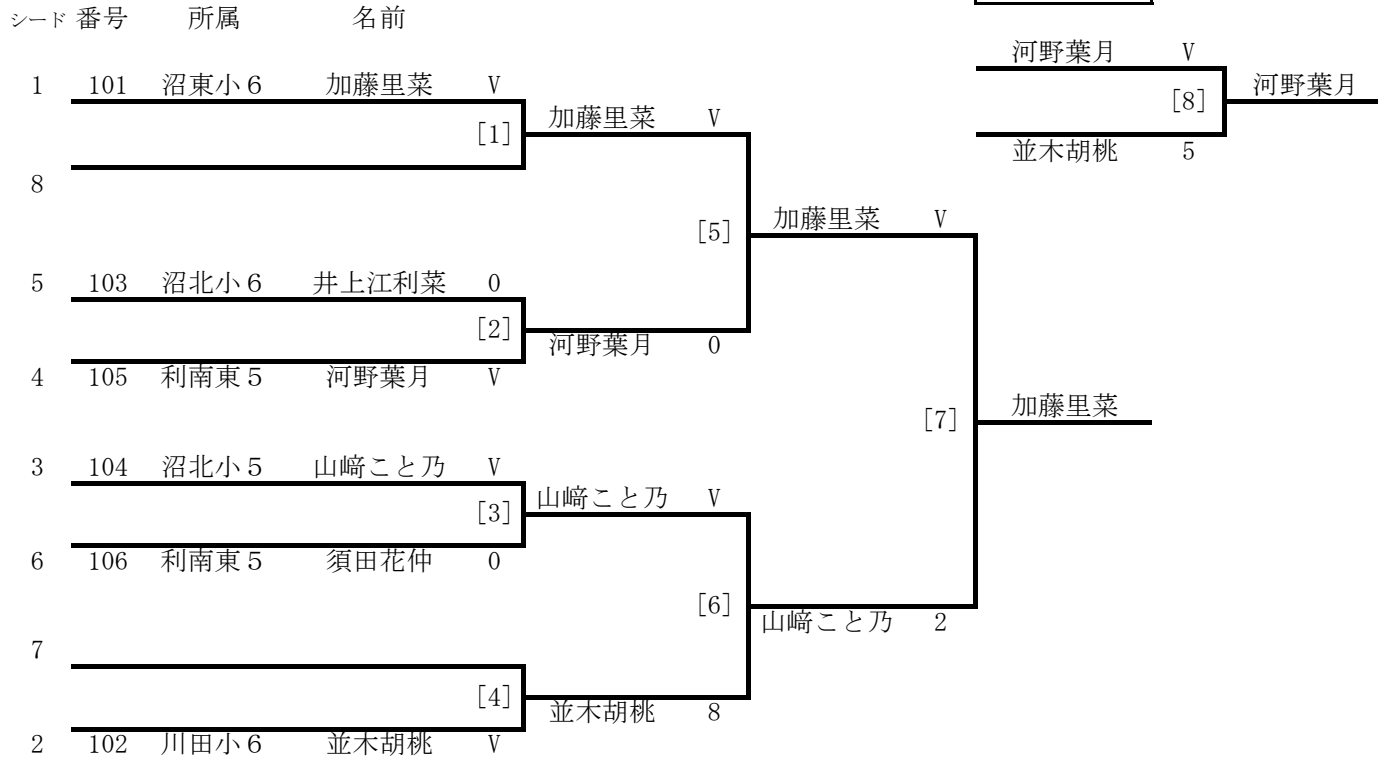 シード 番号 所属 名前
河野葉月 V
1 101 沼東小６ 加藤里菜 V
[8] 河野葉月
加藤里菜 V
[1]
並木胡桃 5
8
加藤里菜 V
[5]
5 103 沼北小６ 井上江利菜 0
[2]
河野葉月 0
4 105 利南東５ 河野葉月 V
加藤里菜
[7]
3 104 沼北小５ 山﨑こと乃 V
山﨑こと乃 V
[3]
6 106 利南東５ 須田花仲 0
[6]
山﨑こと乃 2
7
[4]
並木胡桃 8
2 102 川田小６ 並木胡桃 V